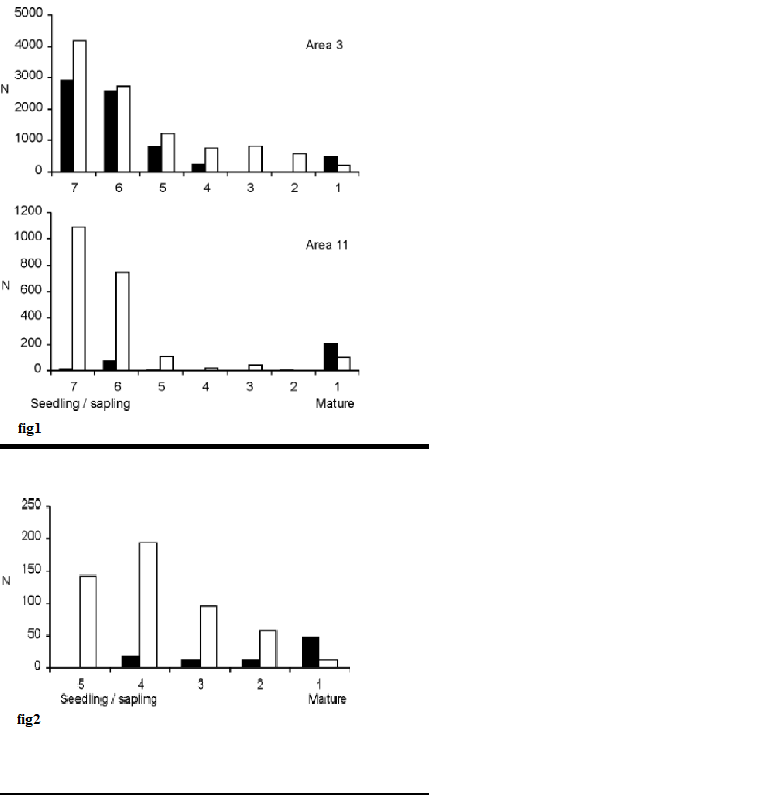 5000
Area 3
4000
N
3000
2000
1000
0
7 6 5 4 3 2 1
1200
1000
Area 11
800
N
600
400
200
0
7 6 5 4 3 2 1
Seedling / sapling Mature
fig1
250
200
150
N
100
50
0
5 4 3 2 1
Seedling / sapling Mature
fig2